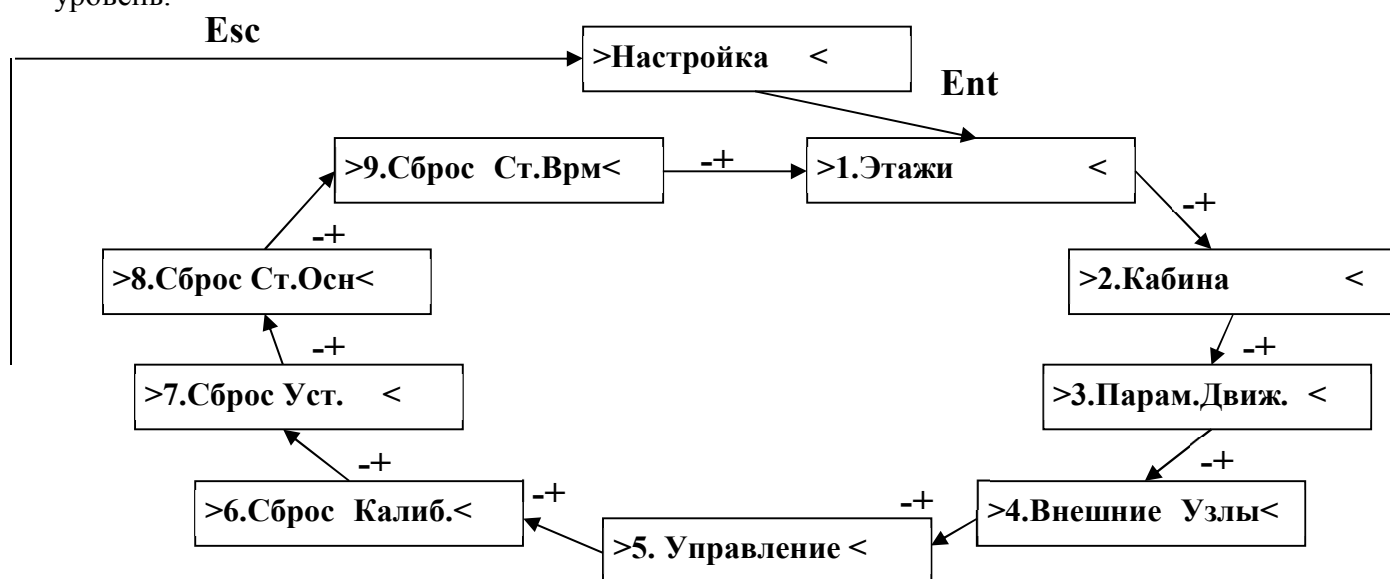 уровень.
Esc
>Настройка <
Ent
>9.Сброс Ст.Врм<
-+
>1.Этажи <
-+
-+
>8.Сброс Ст.Осн<
>2.Кабина <
-+
-+
>7.Сброс Уст. <
>3.Парам.Движ. <
-+
-+
>6.Сброс Калиб.<
-+
-+
>4.Внешние Узлы<
>5. Управление <